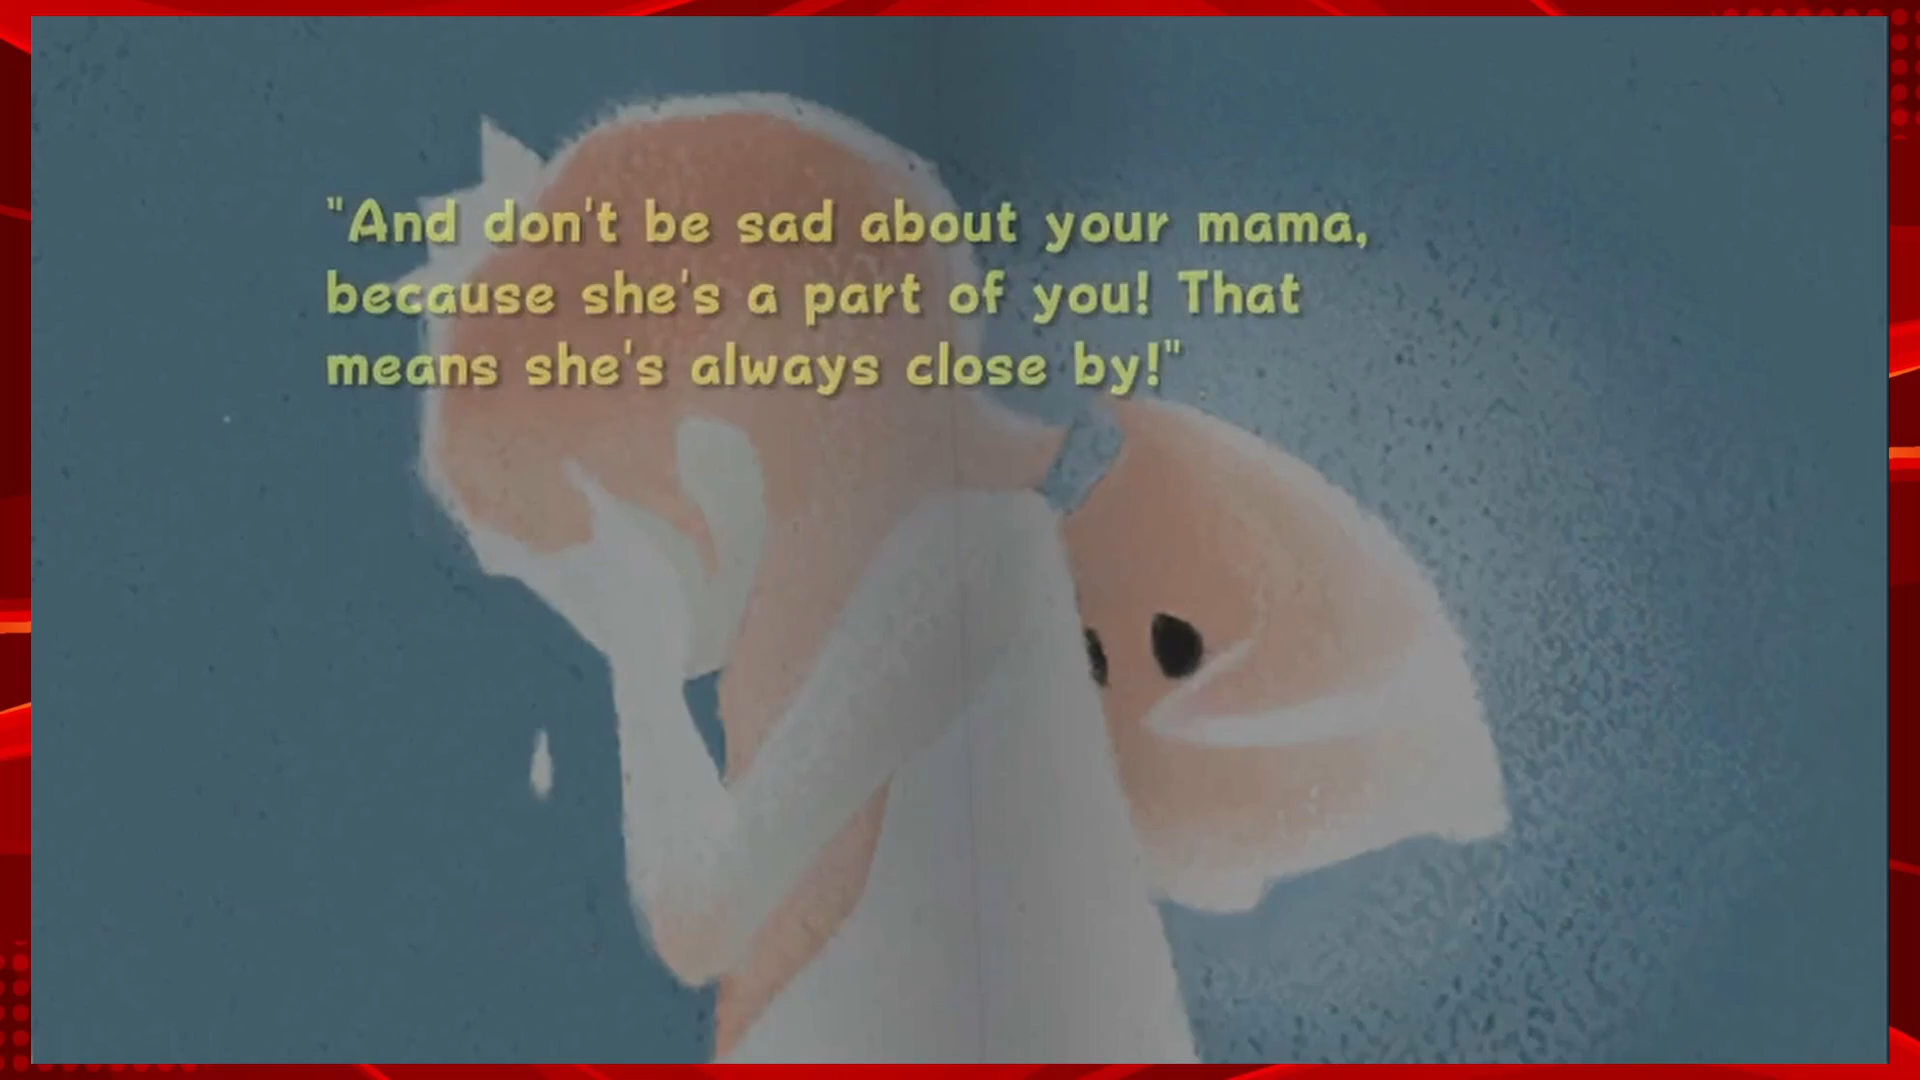 "And don't be sad about your mama,
because she's a part of you! That
means she's always close by!"